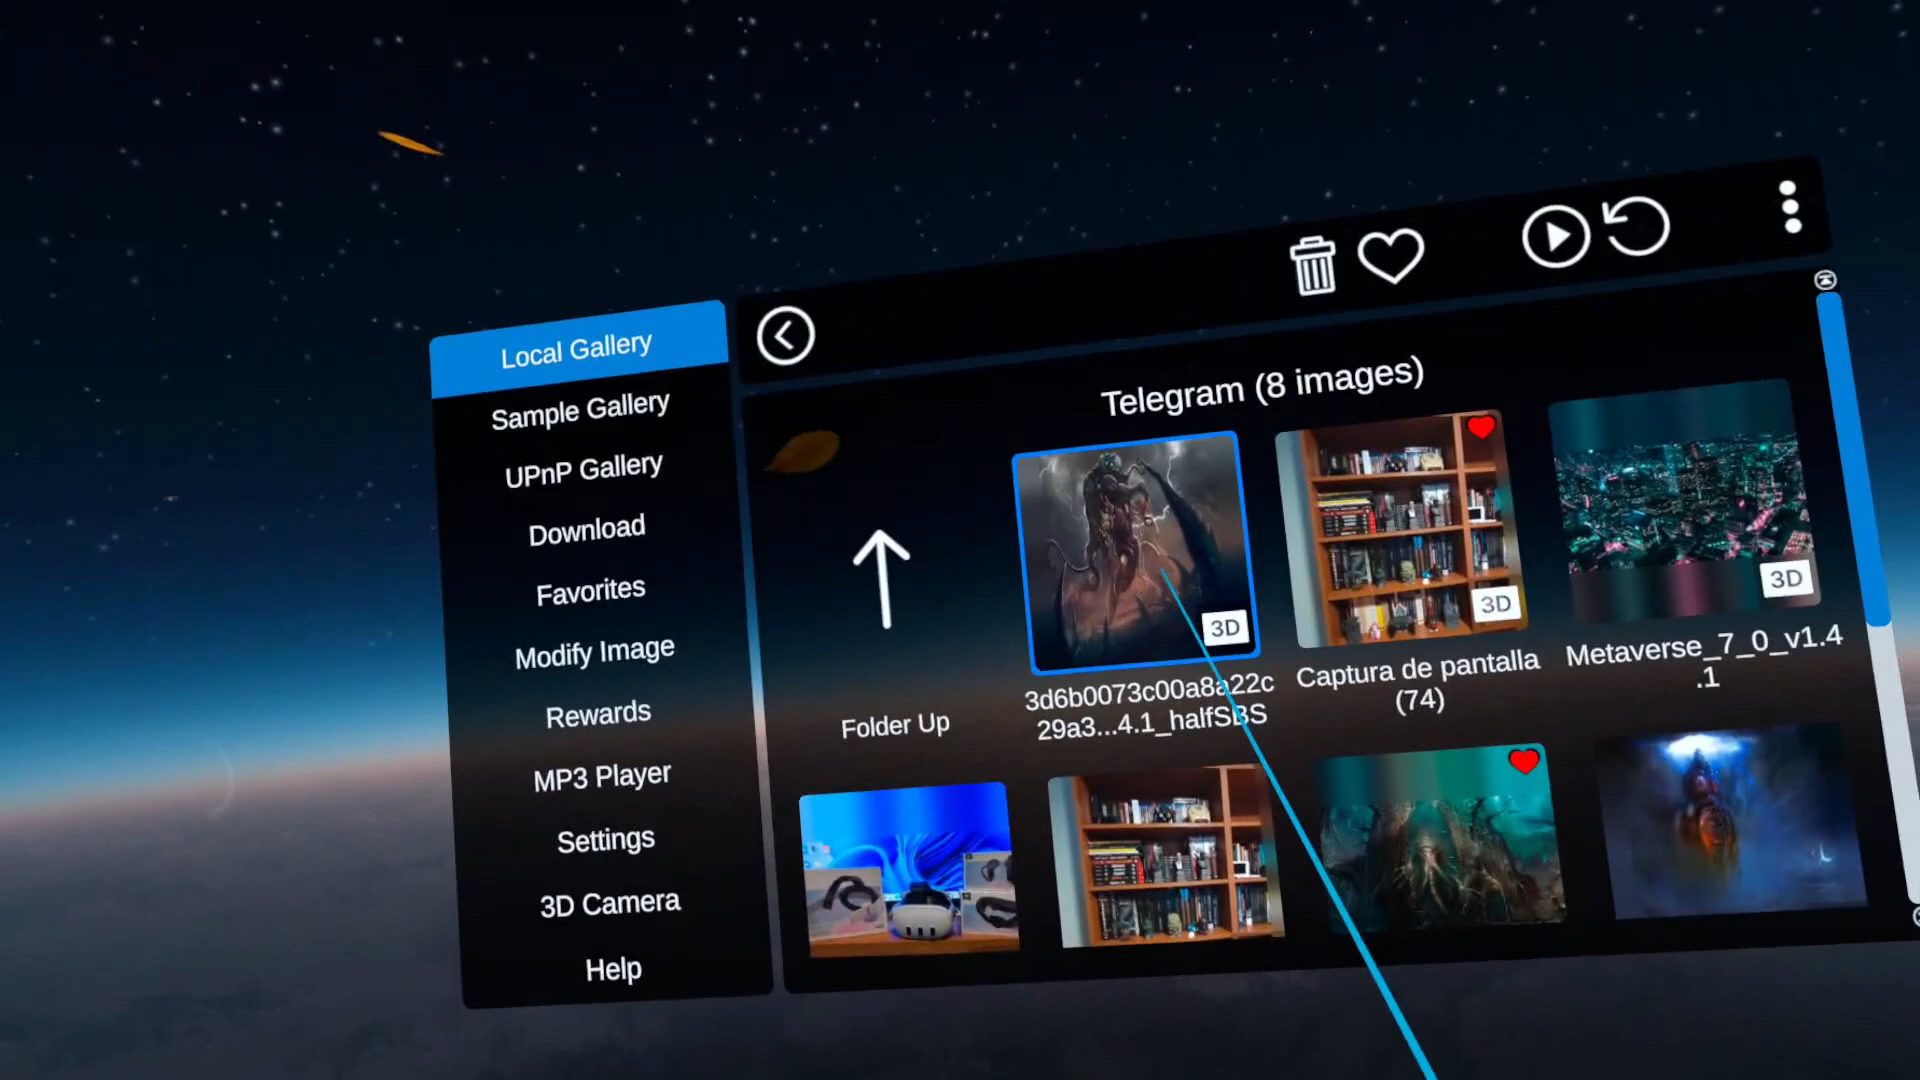 Local Gallery
Sample Gallery
UPnP Gallery
Download
Favorites
Modify Image
Rewards
MP3 Player
Settings
3D Camera
Help
Telegram (8 images)
Folder Up
3D
3d6b0073c00a8a22c
29a3...4.1_halfSBS
3D
Captura de pantalla
(74)
3D
Metaverse_7_0_v1.4
.1